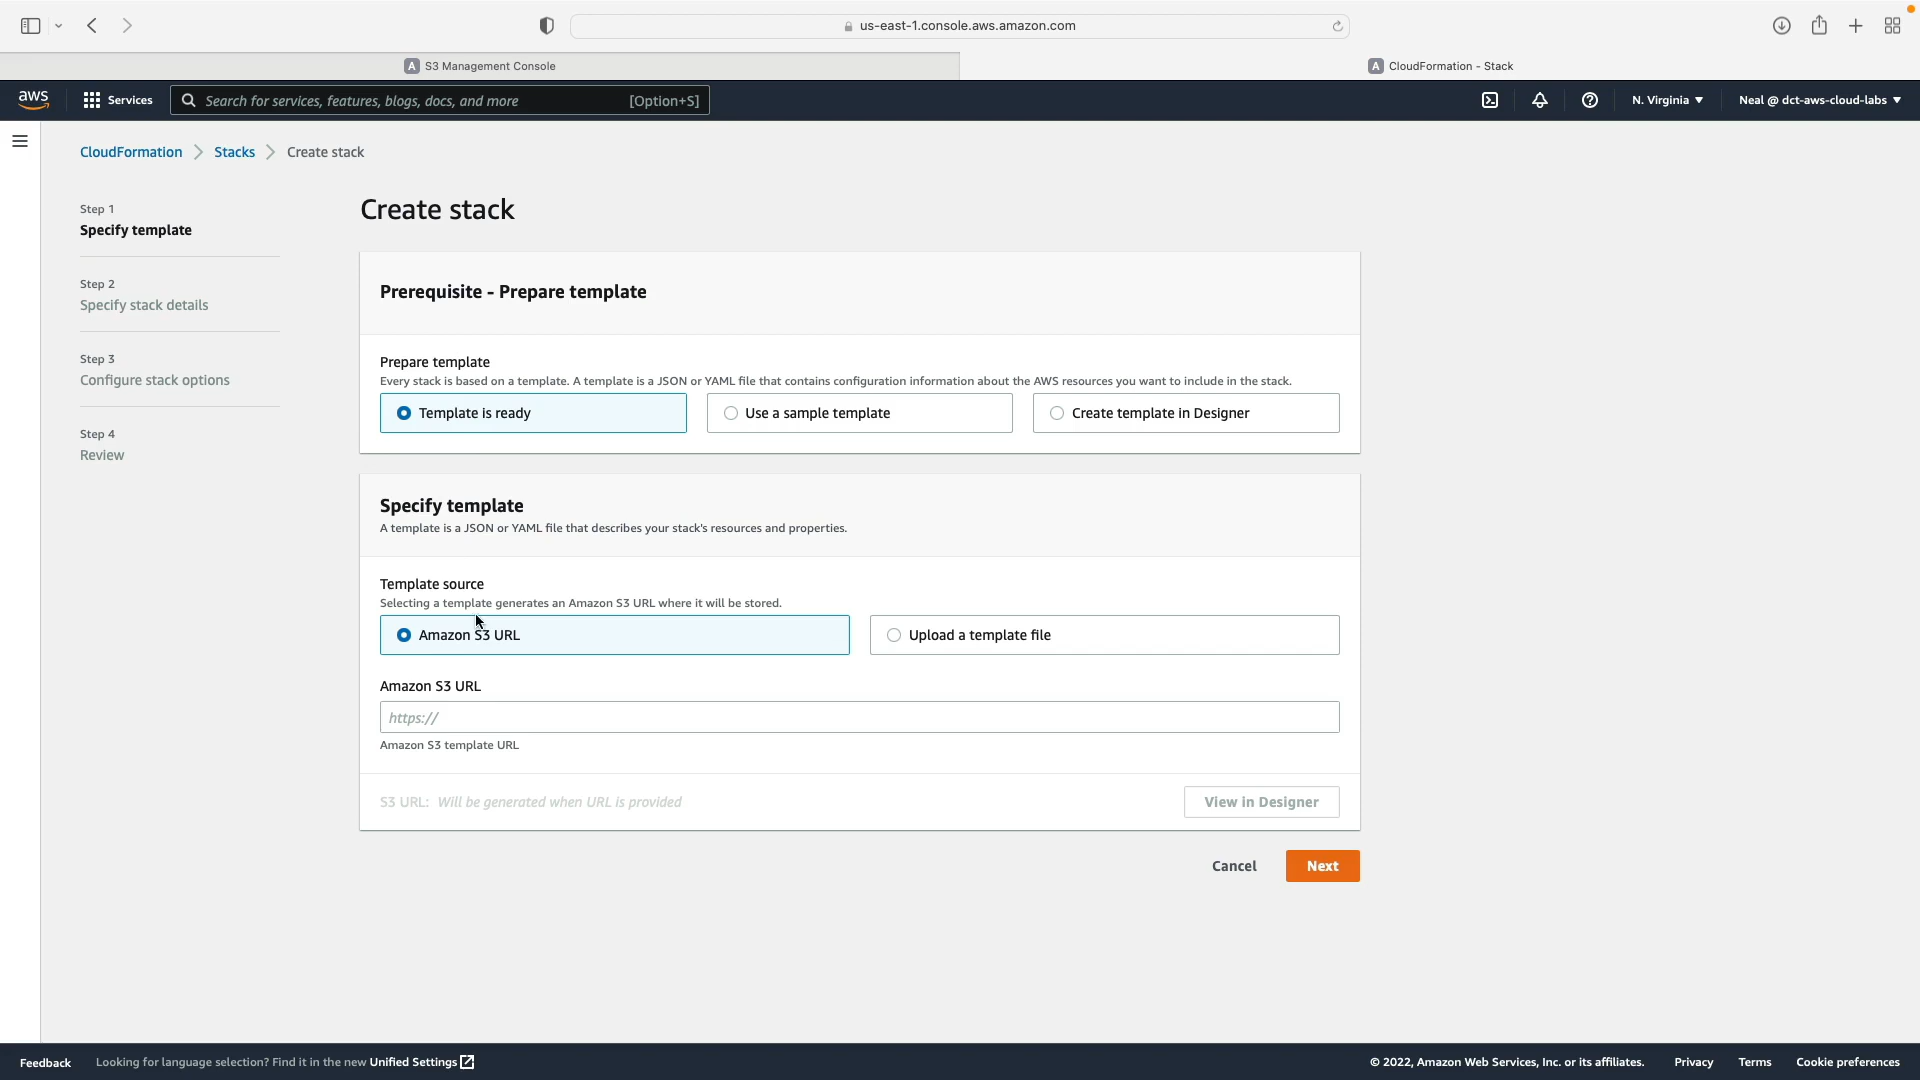 us-east-1.console.aws.amazon.com
A S3 Management Console
A CloudFormation - Stack
aws
Services
Search for services, features, blogs, docs, and more
[Option+S]
N. Virginia
Neal @ dct-aws-cloud-labs
CloudFormation
Stacks
Create stack
Step 1
Specify template
Step 2
Specify stack details
Step 3
Configure stack options
Step 4
Review
Create stack
Prerequisite - Prepare template
Prepare template
Every stack is based on a template. A template is a JSON or YAML file that contains configuration information about the AWS resources you want to include in the stack.
Template is ready
Use a sample template
Create template in Designer
Specify template
A template is a JSON or YAML file that describes your stack's resources and properties.
Template source
Selecting a template generates an Amazon S3 URL where it will be stored.
Amazon S3 URL
Upload a template file
Amazon S3 URL
https://
Amazon S3 template URL
S3 URL: Will be generated when URL is provided
View in Designer
Cancel
Next
Feedback
Looking for language selection? Find it in the new Unified Settings
© 2022, Amazon Web Services, Inc. or its affiliates.
Privacy
Terms
Cookie preferences